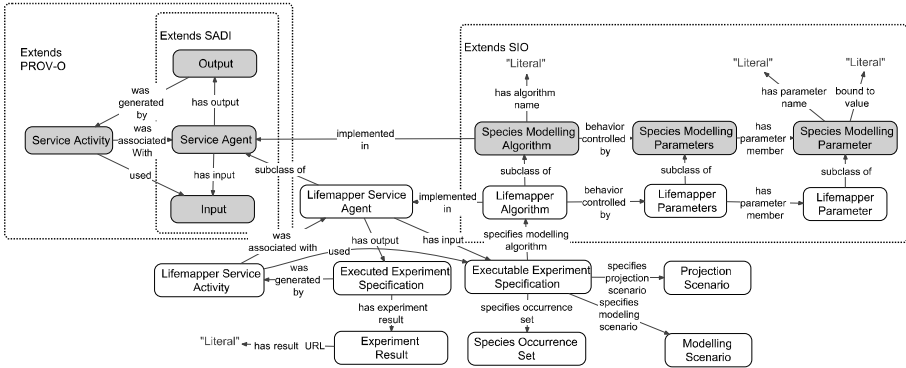 Extends
PROV-O
Extends SADI
Extends SIO
Output
"Literal"
"Literal"
"Literal"
was
generated
by
has output
has algorithm
name
has parameter
name
bound to
value
Service Activity
was
associated
With
Service Agent
implemented
in
Species Modelling
Algorithm
behavior
controlled
by
Species Modelling
Parameters
has
parameter
member
Species Modelling
Parameter
used
has input
subclass of
subclass of
subclass of
subclass of
Input
Lifemapper Service
Agent
implemented
in
Lifemapper
Algorithm
behavior
controlled
by
Lifemapper
Parameters
has
parameter
member
Lifemapper
Parameter
was
associated with
has output
has input
specifies modelling
algorithm
used
Lifemapper Service
Activity
was
generated
by
Executed Experiment
Specification
Executable Experiment
Specification
specifies
projection
scenario
Projection
Scenario
has experiment
result
specifies occurrence
set
specifies
modeling
scenario
"Literal"
has result URL
Experiment
Result
Species Occurrence
Set
Modelling
Scenario